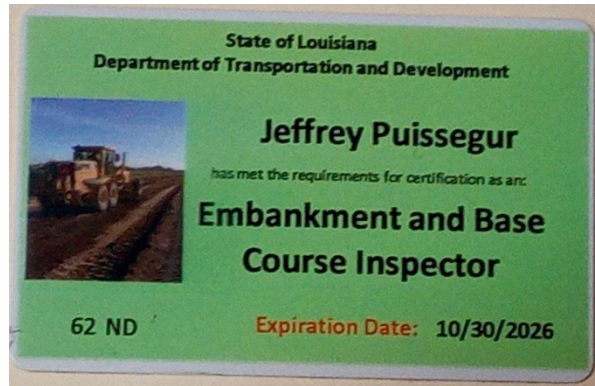 State of Louisiana
Department of Transportation and Development
Jeffrey Puissegur
has met the requirements for certification as an:
Embankment and Base
Course Inspector
62 ND
Expiration Date: 10/30/2026